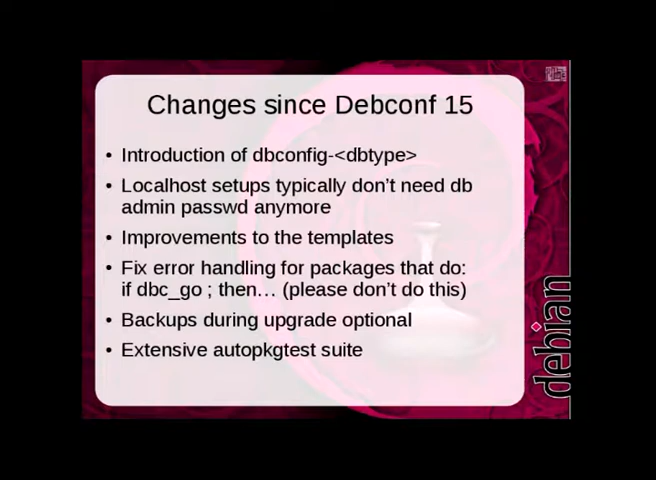 Changes since Debconf 15
• Introduction of dbconfig-<dbtype>
• Localhost setups typically don't need db
admin passwd anymore
• Improvements to the templates
• Fix error handling for packages that do:
if dbc_go ; then… (please don't do this)
• Backups during upgrade optional
• Extensive autopkgtest suite
debian